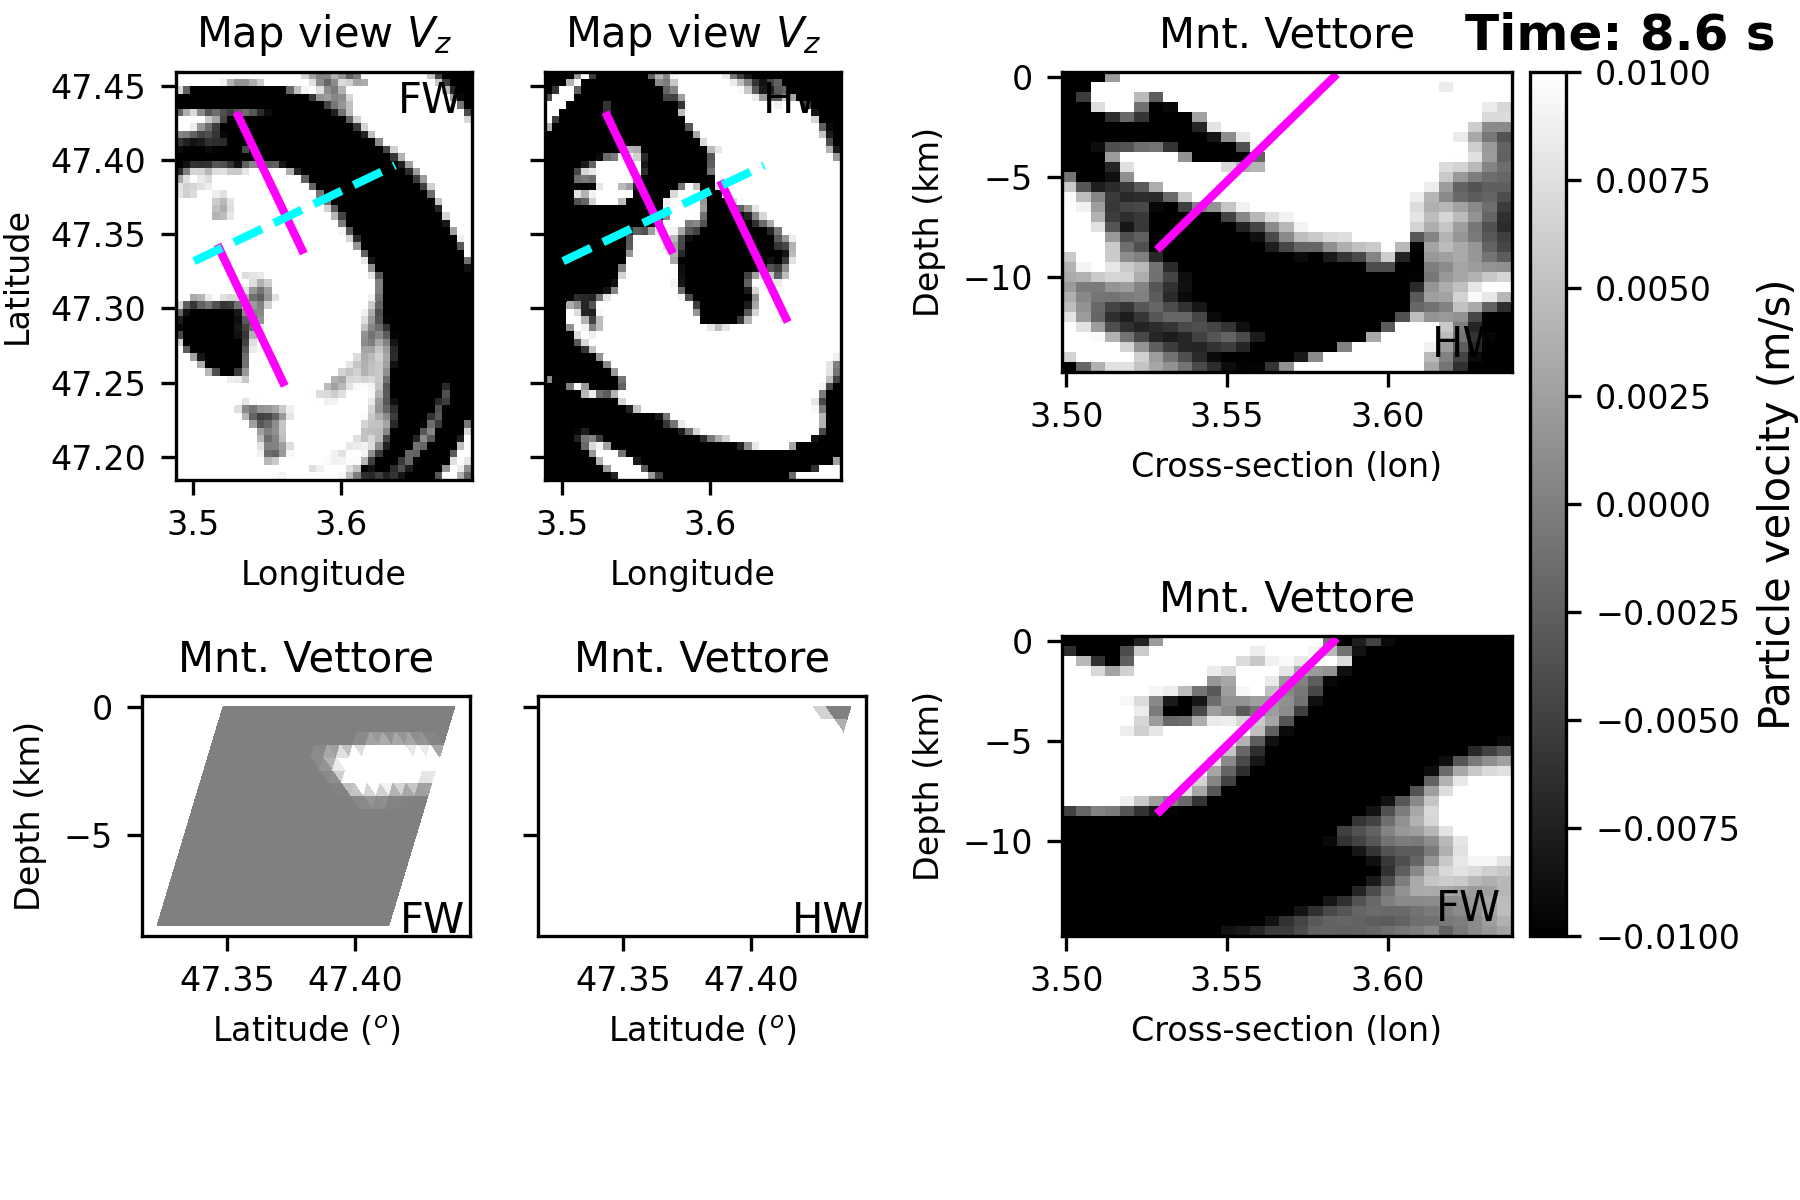 Map view Vz
Map view Vz
Mnt. Vettore
Time: 8.6 s
47.45
47.40
47.35
47.30
47.25
47.20
Latitude
FW
3.5
3.6
Longitude
HW
3.5
3.6
Longitude
0
−5
−10
Depth (km)
HW
3.50
3.55
3.60
Cross-section (lon)
0.0100
0.0075
0.0050
0.0025
0.0000
−0.0025
−0.0050
−0.0075
−0.0100
Particle velocity (m/s)
Mnt. Vettore
0
−5
Depth (km)
FW
47.35
47.40
Latitude (o)
Mnt. Vettore
HW
47.35
47.40
Latitude (o)
Mnt. Vettore
0
−5
−10
Depth (km)
FW
3.50
3.55
3.60
Cross-section (lon)